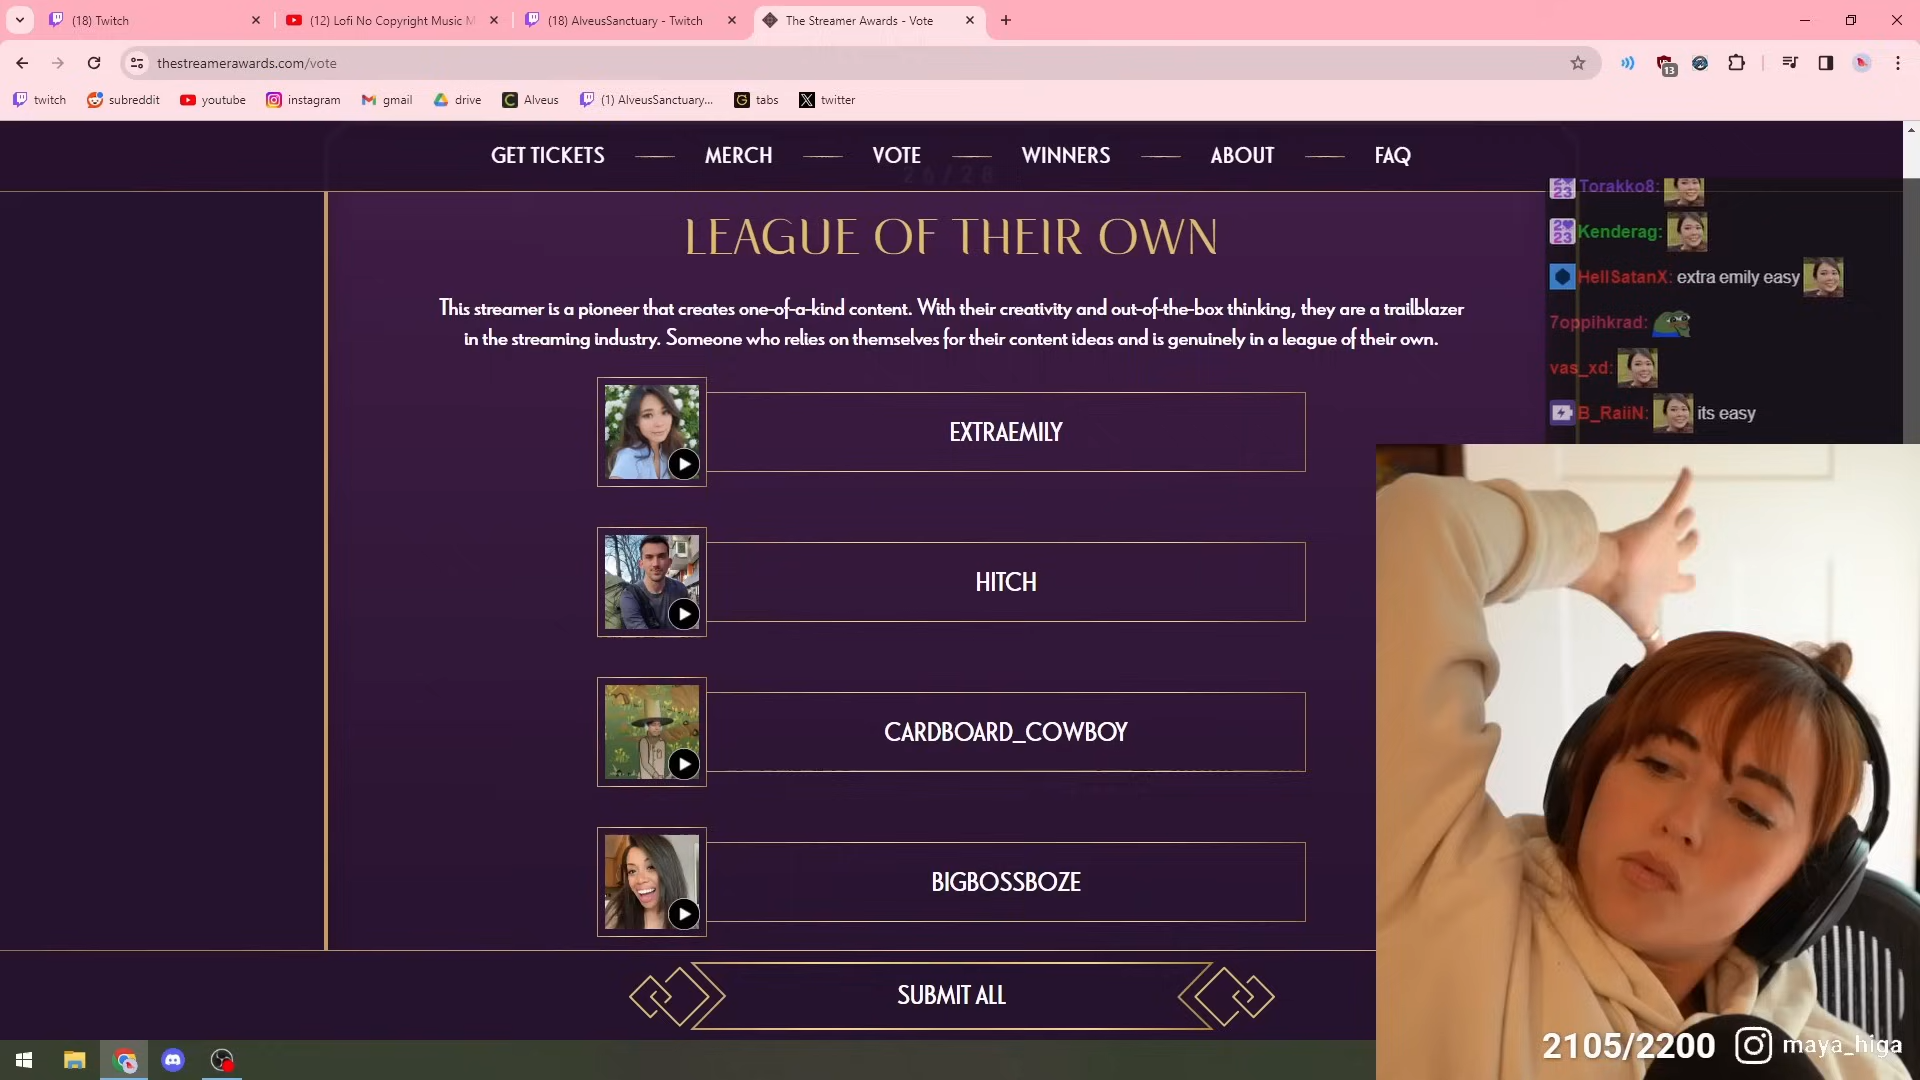 (18) Twitch
(12) Lofi No Copyright Music M
(18) AlveusSanctuary - Twitch
The Streamer Awards - Vote
thestreamerawards.com/vote
13
twitch
subreddit
youtube
instagram
gmail
drive
Alveus
(1) AlveusSanctuary...
tabs
twitter
GET TICKETS
MERCH
VOTE
WINNERS
ABOUT
FAQ
26/28
LEAGUE OF THEIR OWN
This streamer is a pioneer that creates one-of-a-kind content. With their creativity and out-of-the-box thinking, they are a trailblazer
in the streaming industry. Someone who relies on themselves for their content ideas and is genuinely in a league of their own.
EXTRAEMILY
HITCH
CARDBOARD_COWBOY
BIGBOSSBOZE
SUBMIT ALL
23 Torakko8:
23 Kenderag:
HellSatanX: extra emily easy
7oppihkrad:
vas_xd:
B_RaiiN: its easy
2105/2200
maya_higa